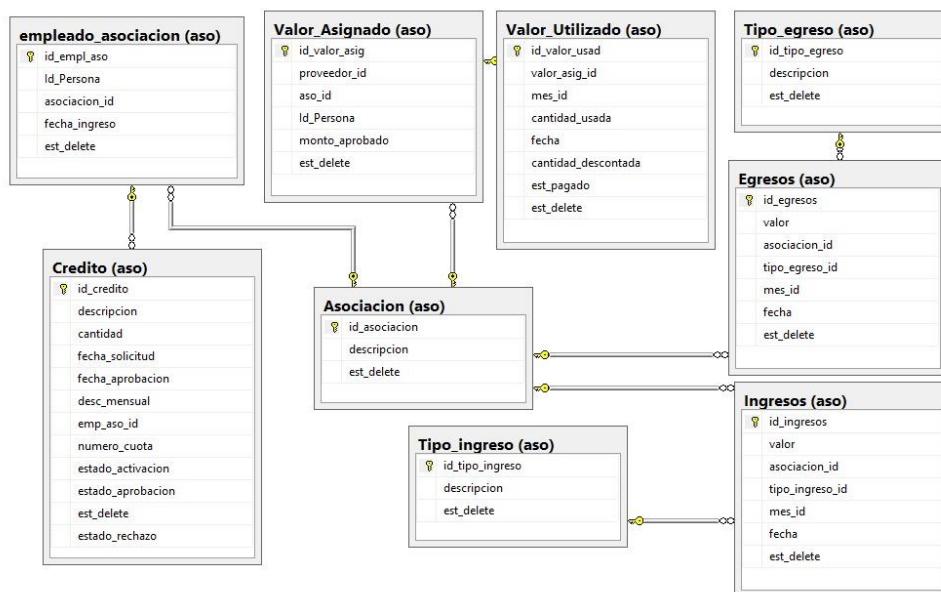 empleado_asociacion (aso)
id_empl_aso
Id_Persona
asociacion_id
fecha_ingreso
est_delete
Valor_Asignado (aso)
id_valor_asig
proveedor_id
aso_id
Id_Persona
monto_aprobado
est_delete
Valor_Utilizado (aso)
id_valor_usad
valor_asig_id
mes_id
cantidad_usada
fecha
cantidad_descontada
est_pagado
est_delete
Tipo_egreso (aso)
id_tipo_egreso
descripcion
est_delete
Egresos (aso)
id_egresos
valor
asociacion_id
tipo_egreso_id
mes_id
fecha
est_delete
Credito (aso)
id_credito
descripcion
cantidad
fecha_solicitud
fecha_aprobacion
desc_mensual
emp_aso_id
numero_cuota
estado_activacion
estado_aprobacion
est_delete
estado_rechazo
Asociacion (aso)
id_asociacion
descripcion
est_delete
Tipo_ingreso (aso)
id_tipo_ingreso
descripcion
est_delete
Ingresos (aso)
id_ingresos
valor
asociacion_id
tipo_ingreso_id
mes_id
fecha
est_delete